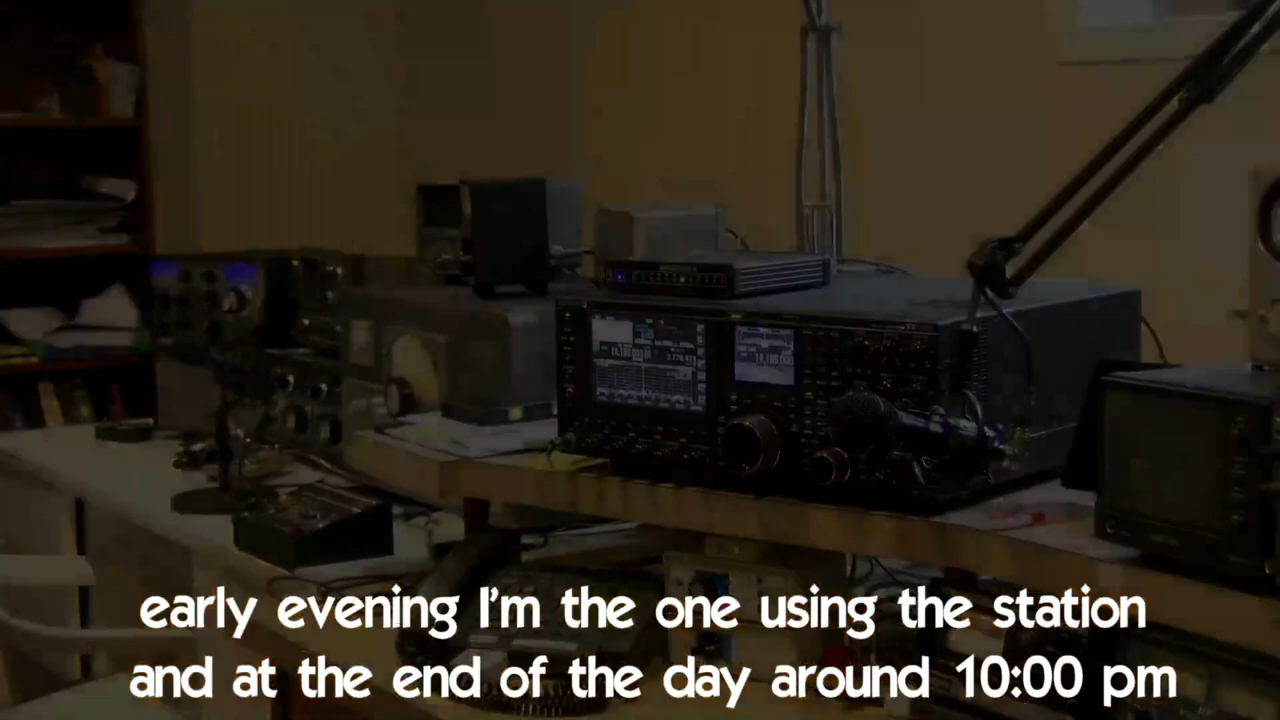 early evening I'm the one using the station
and at the end of the day around 10:00 pm